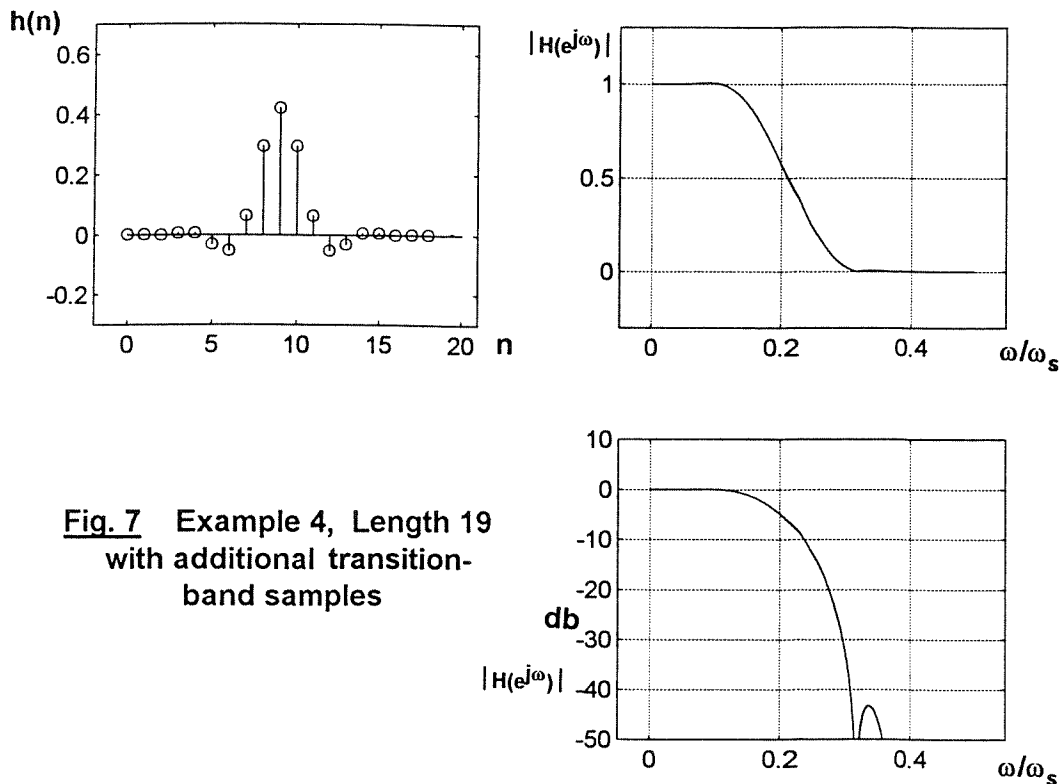 h(n)
0.6
0.4
0.2
0
-0.2
0 5 10 15 20 n
|H(e^jω)|
1
0.5
0
0 0.2 0.4 ω/ω_s
Fig. 7 Example 4, Length 19
with additional transition-
band samples
10
0
-10
-20
db -30
|H(e^jω)| -40
-50
0 0.2 0.4 ω/ω_s